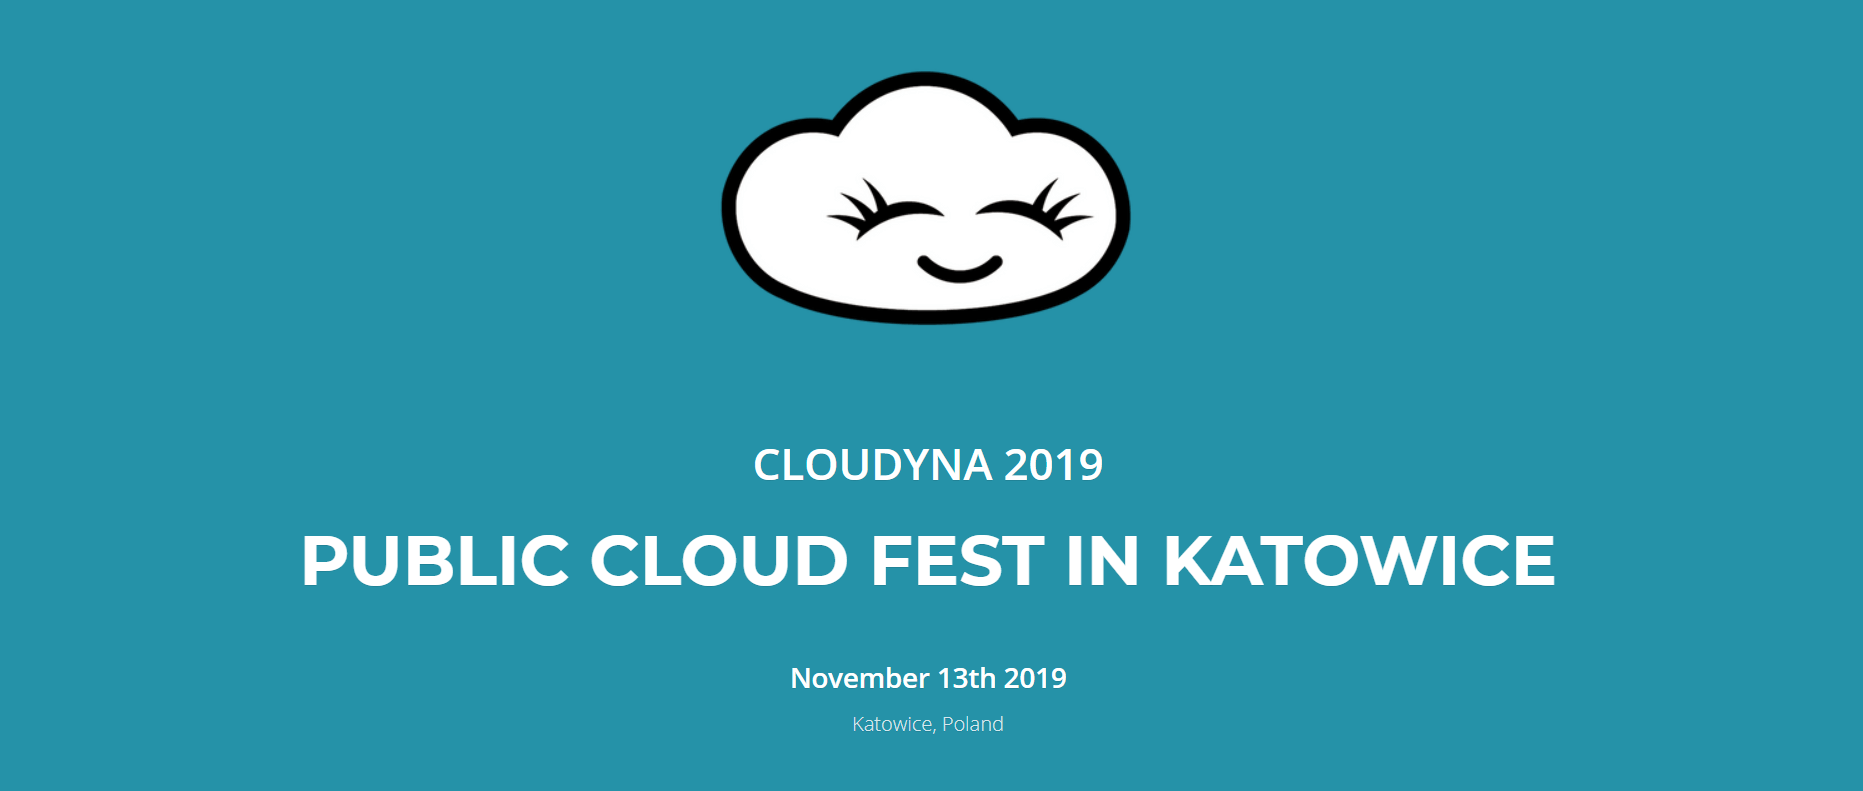 CLOUDYNA 2019
PUBLIC CLOUD FEST IN KATOWICE
November 13th 2019
Katowice, Poland